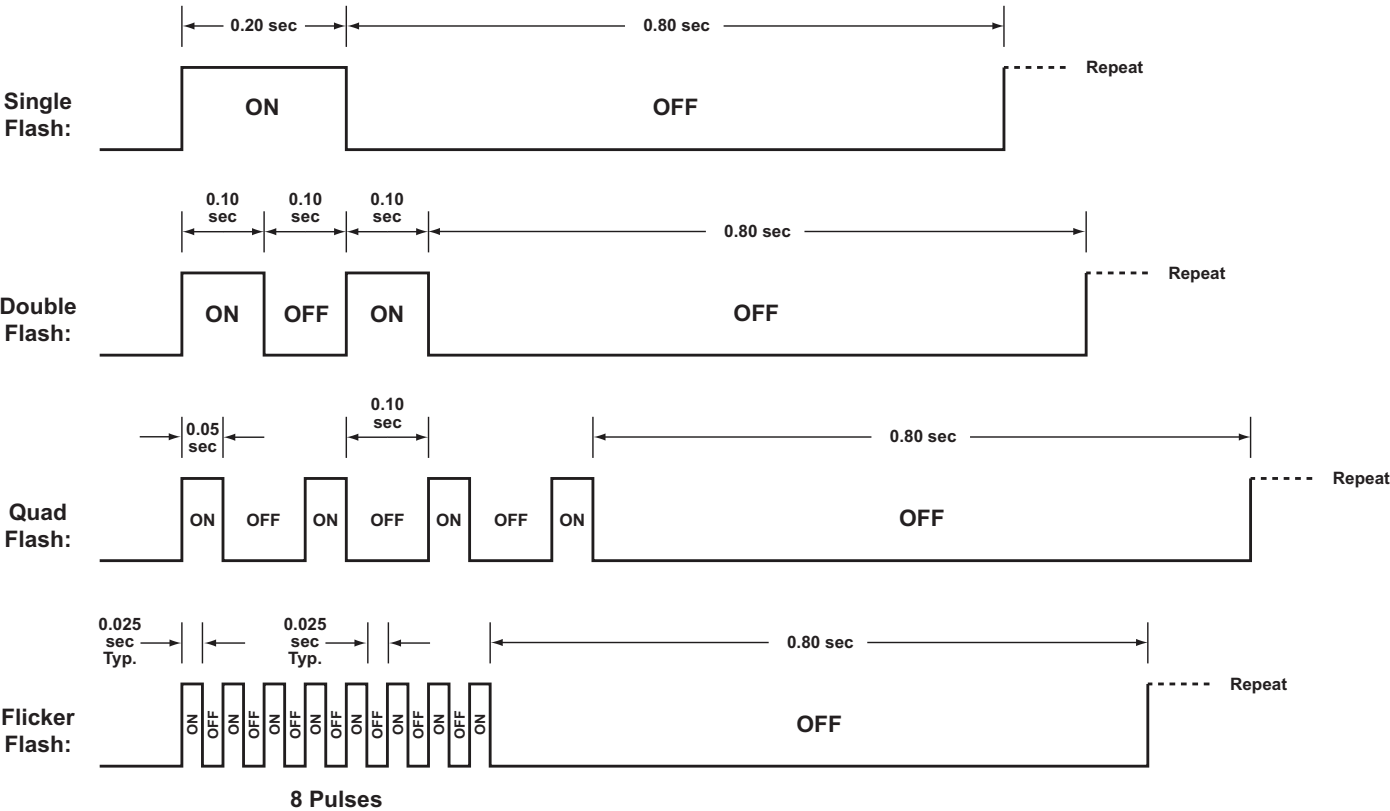 0.20 sec
0.80 sec
Repeat
Single
Flash:
ON
OFF
0.10
sec
0.10
sec
0.10
sec
0.80 sec
Repeat
Double
Flash:
ON
OFF
ON
OFF
0.05
sec
0.10
sec
0.80 sec
Repeat
Quad
Flash:
ON
OFF
ON
OFF
ON
OFF
ON
OFF
0.025
sec
Typ.
0.025
sec
Typ.
0.80 sec
Repeat
Flicker
Flash:
ON
OFF
ON
OFF
ON
OFF
ON
OFF
ON
OFF
ON
OFF
ON
OFF
ON
OFF
8 Pulses